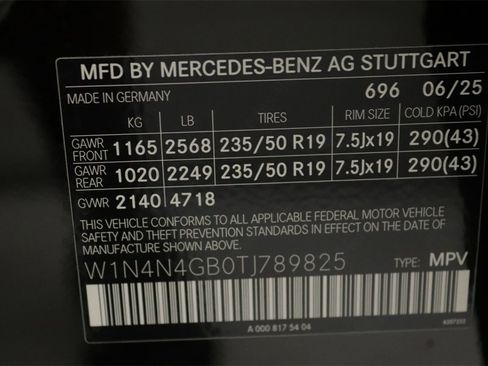 MFD BY MERCEDES-BENZ AG STUTTGART
MADE IN GERMANY 696 06/25
KG LB TIRES RIM SIZE COLD KPA (PSI)
GAWR FRONT 1165 2568 235/50 R19 7.5Jx19 290(43)
GAWR REAR 1020 2249 235/50 R19 7.5Jx19 290(43)
GVWR 2140 4718
THIS VEHICLE CONFORMS TO ALL APPLICABLE FEDERAL MOTOR VEHICLE
SAFETY AND THEFT PREVENTION STANDARDS IN EFFECT ON THE DATE OF
MANUFACTURE SHOWN ABOVE.
W1N4N4GB0TJ789825 TYPE: MPV
A 000 817 54 04